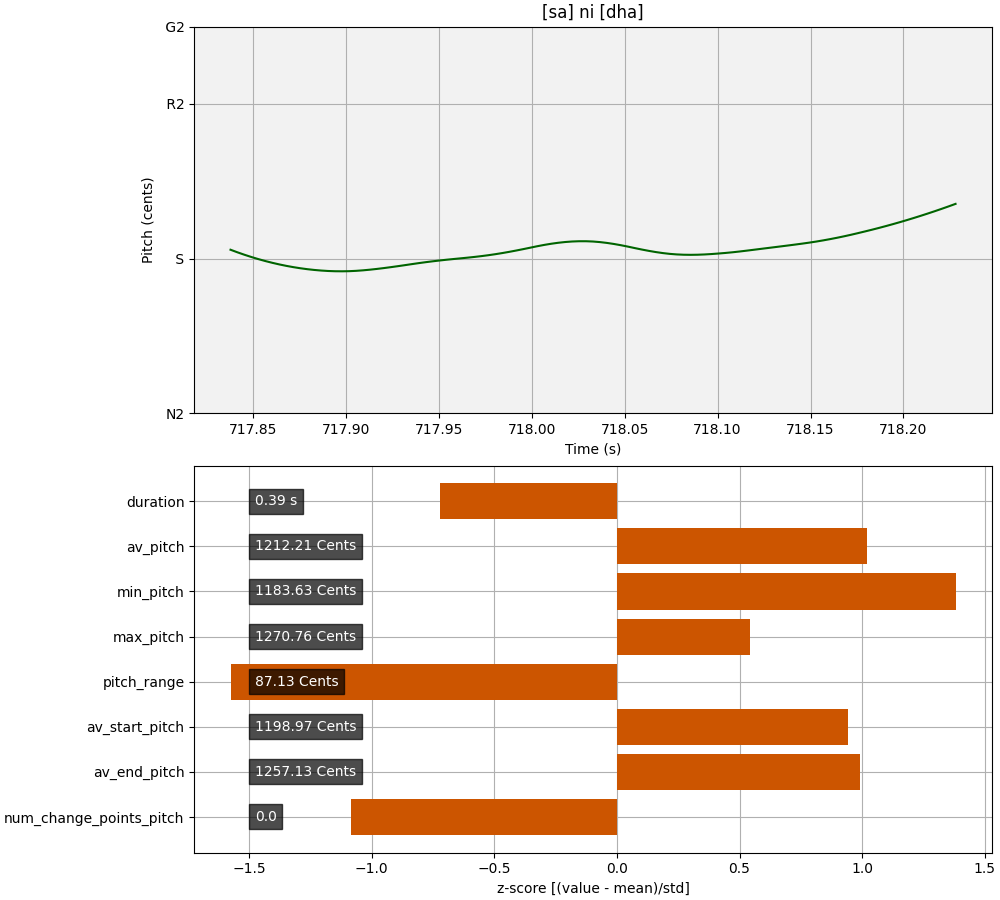 [sa] ni [dha]
G2
R2
S
N2
Pitch (cents)
717.85 717.90 717.95 718.00 718.05 718.10 718.15 718.20
Time (s)
duration 0.39 s
av_pitch 1212.21 Cents
min_pitch 1183.63 Cents
max_pitch 1270.76 Cents
pitch_range 87.13 Cents
av_start_pitch 1198.97 Cents
av_end_pitch 1257.13 Cents
num_change_points_pitch 0.0
−1.5 −1.0 −0.5 0.0 0.5 1.0 1.5
z-score [(value - mean)/std]